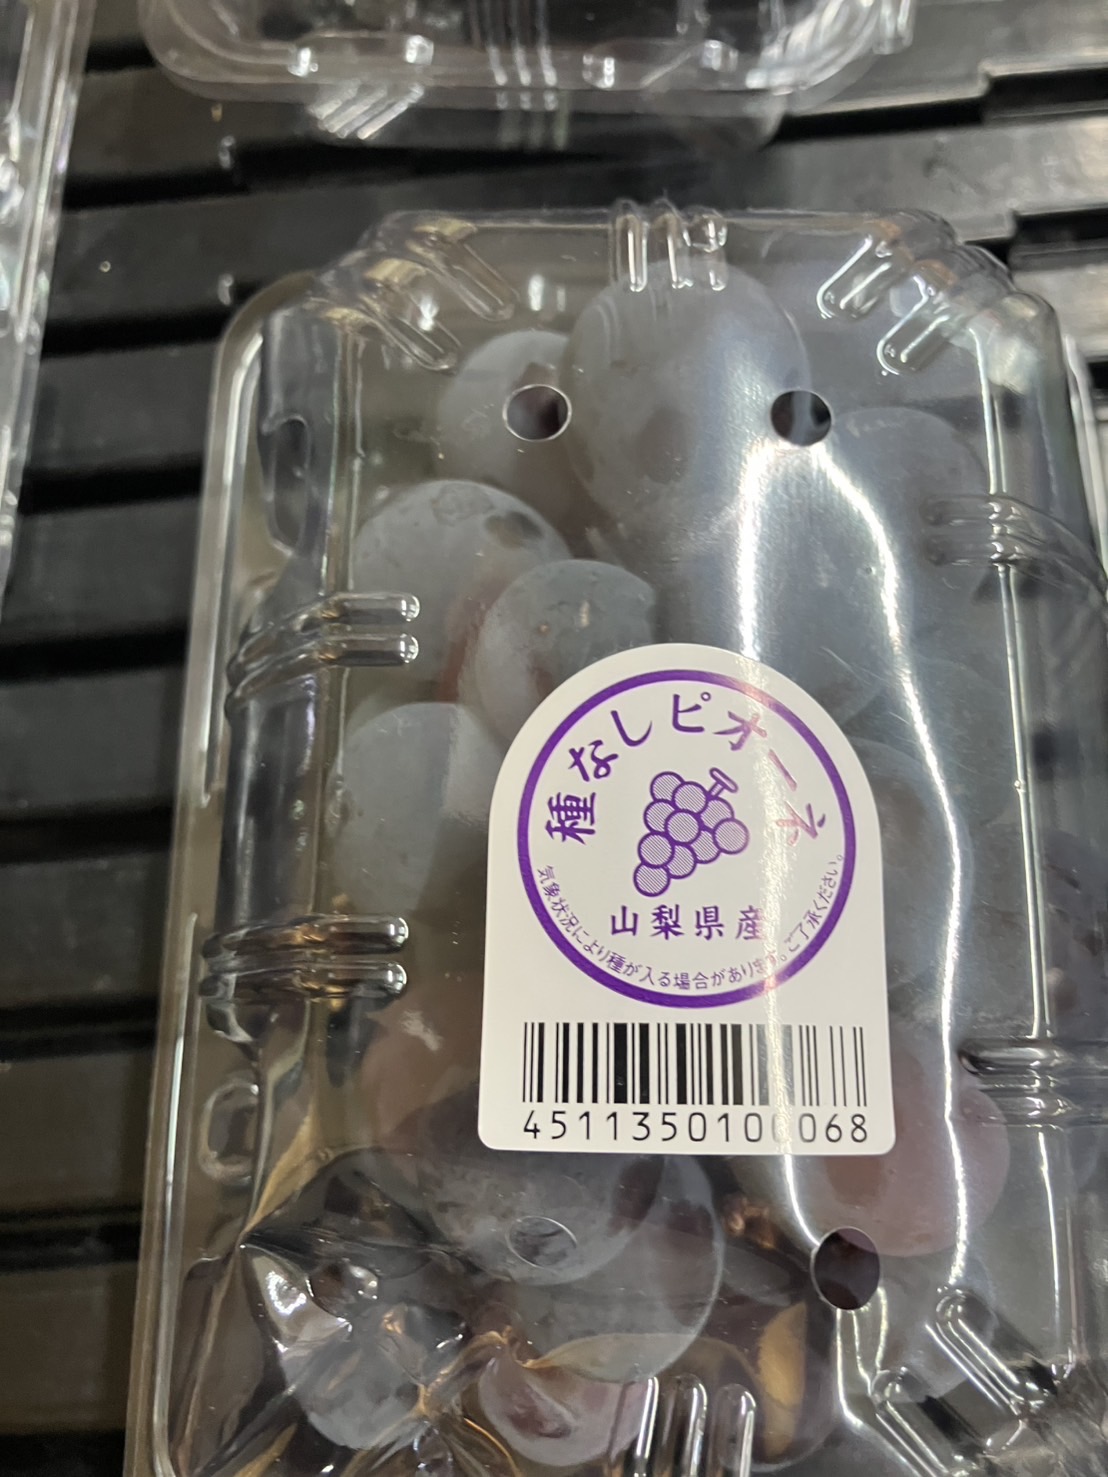 種なしピオーネ
山梨県産
気象状況により種が入る場合があります。ご了承ください。
4511350100068